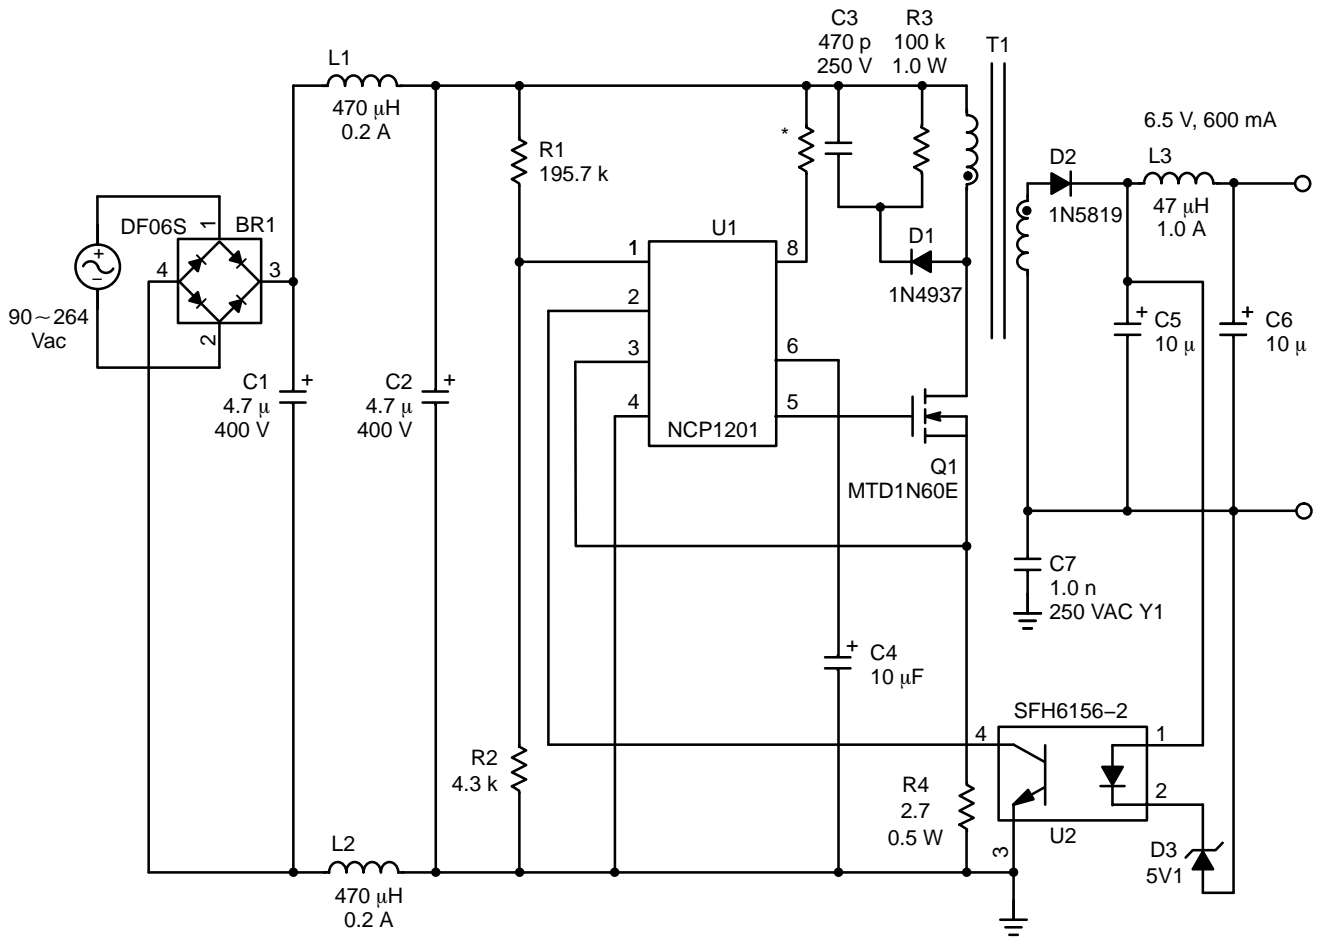 C3
470 p
250 V
R3
100 k
1.0 W
T1
L1
470 μH
0.2 A
*
R1
195.7 k
6.5 V, 600 mA
D2
1N5819
L3
47 μH
1.0 A
DF06S
BR1
1
2
3
4
+
−
90~264
Vac
U1
1
2
3
4
8
6
5
NCP1201
D1
1N4937
+
C5
10 μ
+
C6
10 μ
C1
4.7 μ
400 V
+
C2
4.7 μ
400 V
+
Q1
MTD1N60E
C7
1.0 n
250 VAC Y1
+
C4
10 μF
SFH6156−2
4
1
2
3
U2
R2
4.3 k
R4
2.7
0.5 W
D3
5V1
L2
470 μH
0.2 A